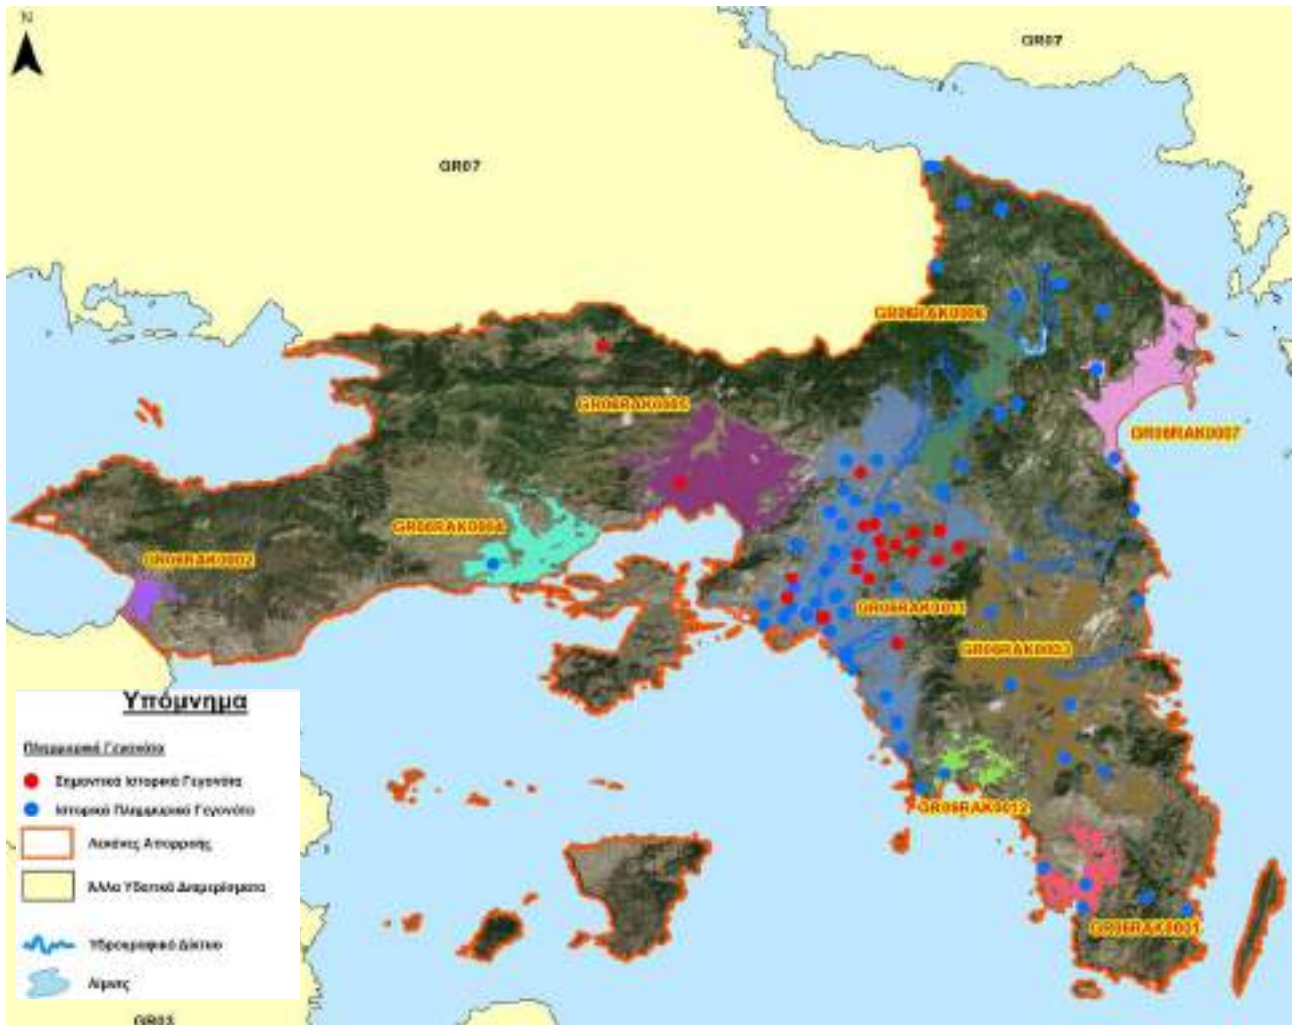 N
GR07
GR07
GR06RAK0006
GR06RAK0005
GR06RAK0007
GR06RAK0004
GR06RAK0002
GR06RAK0011
GR06RAK0003
GR06RAK0012
GR06RAK0001
Υπόμνημα
Πλημμυρικά Γεγονότα
Σημαντικά Ιστορικά Γεγονότα
Ιστορικά Πλημμυρικά Γεγονότα
Λεκάνες Απορροής
Άλλα Υδατικά Διαμερίσματα
Υδρογραφικό Δίκτυο
Λίμνες
GR03